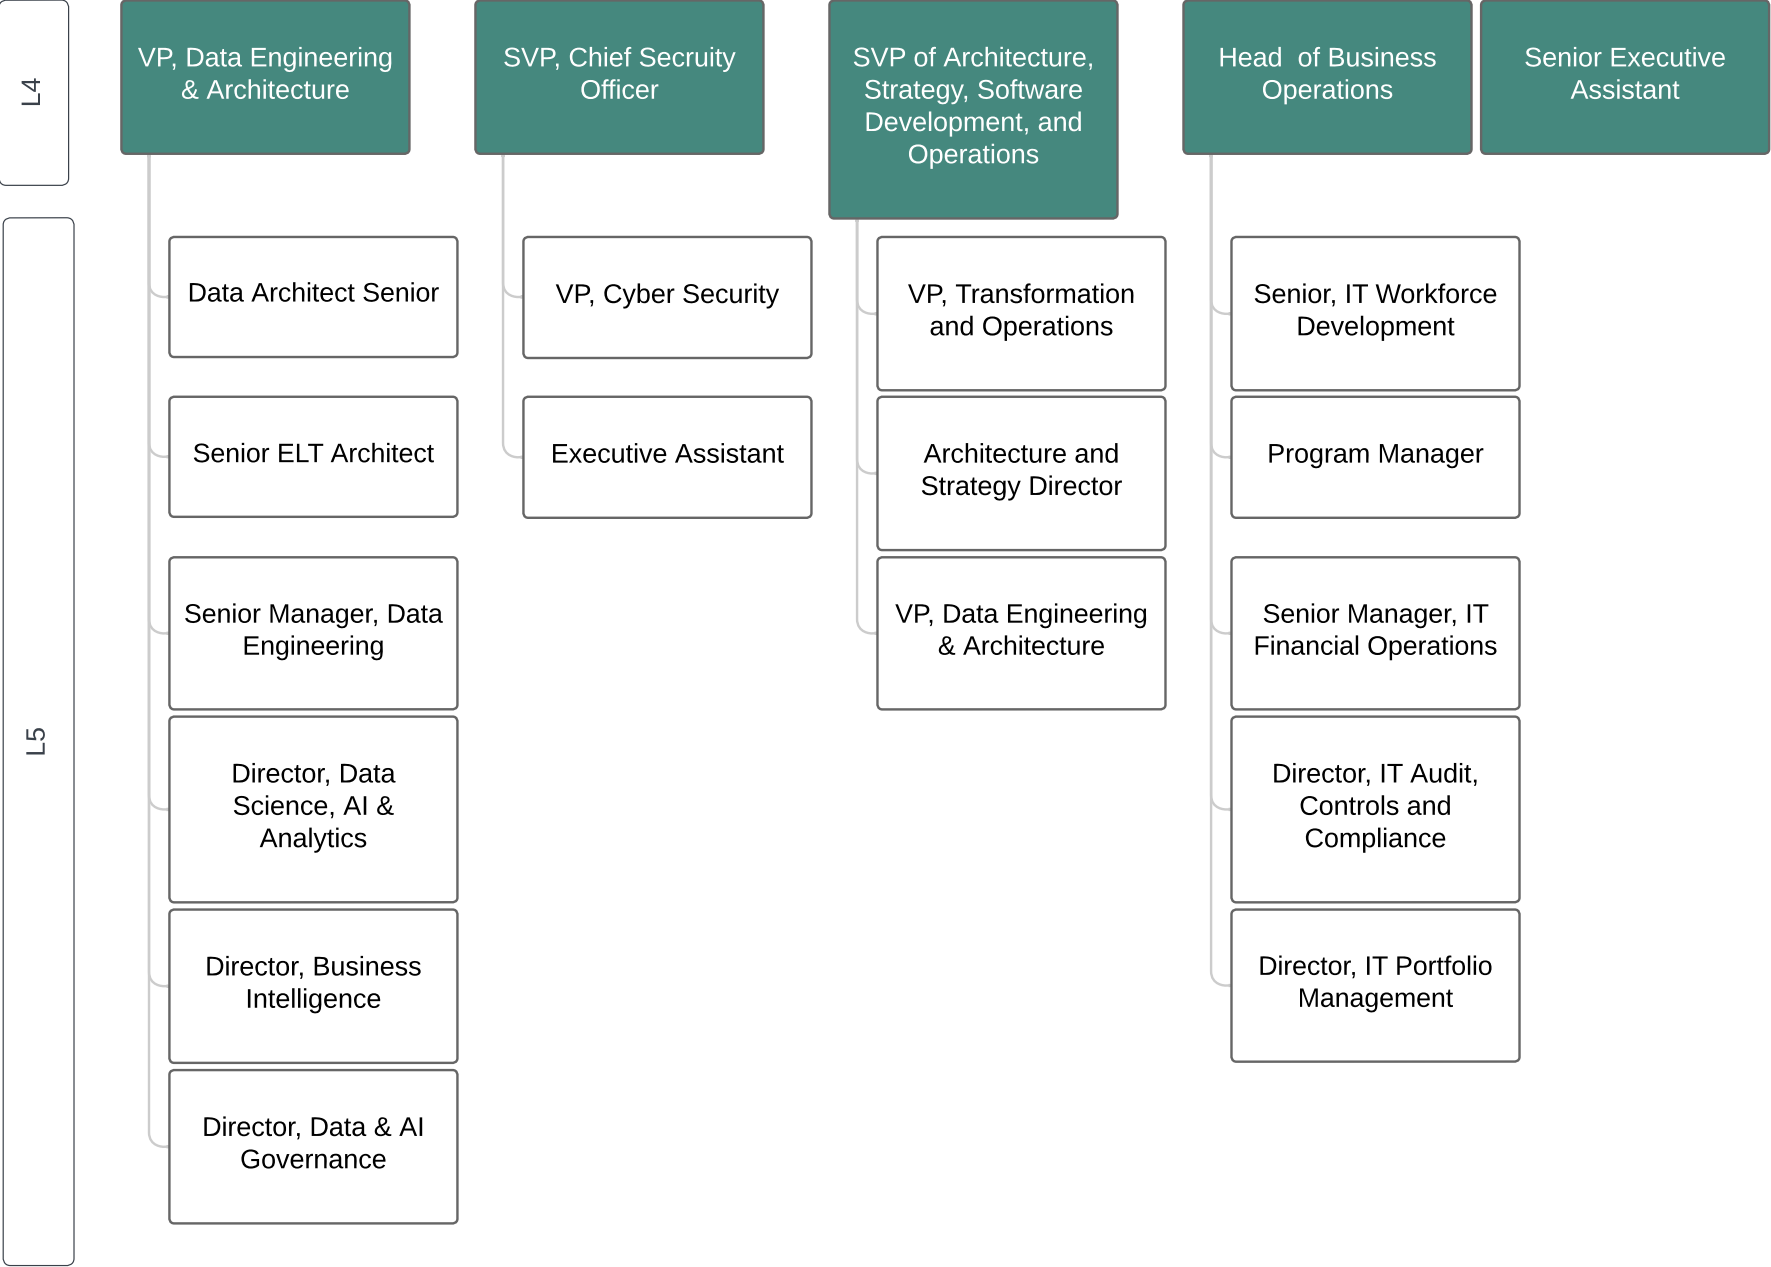 L4
VP, Data Engineering
& Architecture
SVP, Chief Secruity
Officer
SVP of Architecture,
Strategy, Software
Development, and
Operations
Head  of Business
Operations
Senior Executive
Assistant
L5
Data Architect Senior
Senior ELT Architect
Senior Manager, Data
Engineering
Director, Data
Science, AI &
Analytics
Director, Business
Intelligence
Director, Data & AI
Governance
VP, Cyber Security
Executive Assistant
VP, Transformation
and Operations
Architecture and
Strategy Director
VP, Data Engineering
& Architecture
Senior, IT Workforce
Development
Program Manager
Senior Manager, IT
Financial Operations
Director, IT Audit,
Controls and
Compliance
Director, IT Portfolio
Management